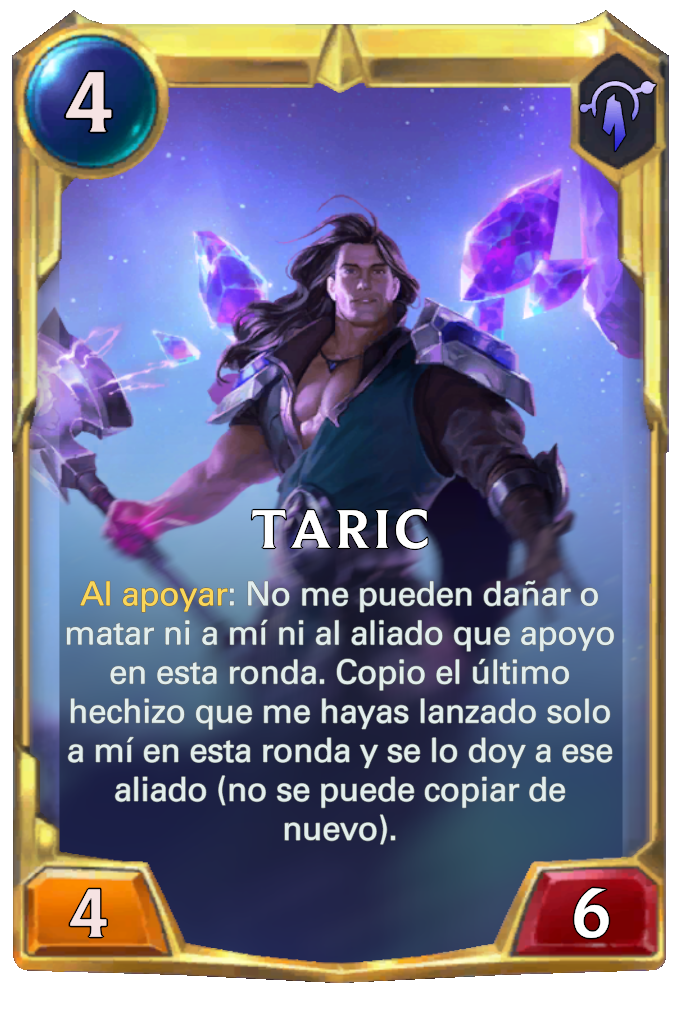 4
TARIC
Al apoyar: No me pueden dañar o
matar ni a mí ni al aliado que apoyo
en esta ronda. Copio el último
hechizo que me hayas lanzado solo
a mí en esta ronda y se lo doy a ese
aliado (no se puede copiar de
nuevo).
4
6